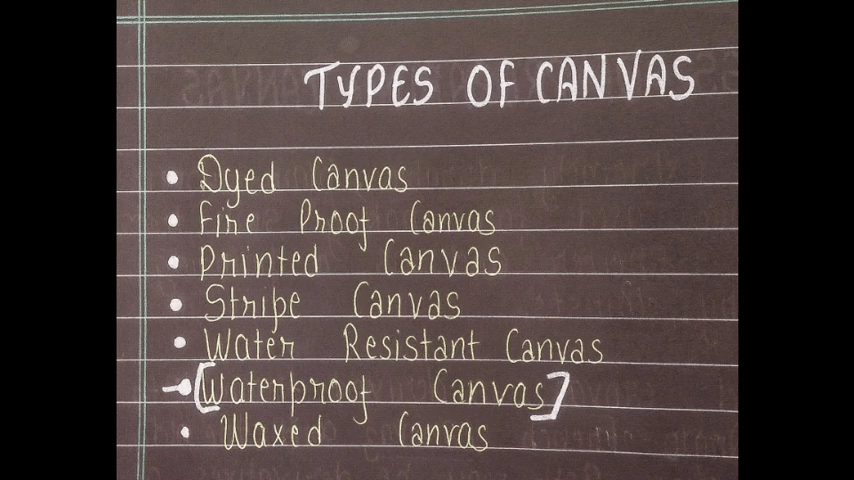 TYPES OF CANVAS
• Dyed Canvas
• Fire Proof Canvas
• Printed Canvas
• Stripe Canvas
• Water Resistant Canvas
[Waterproof Canvas]
• Waxed Canvas